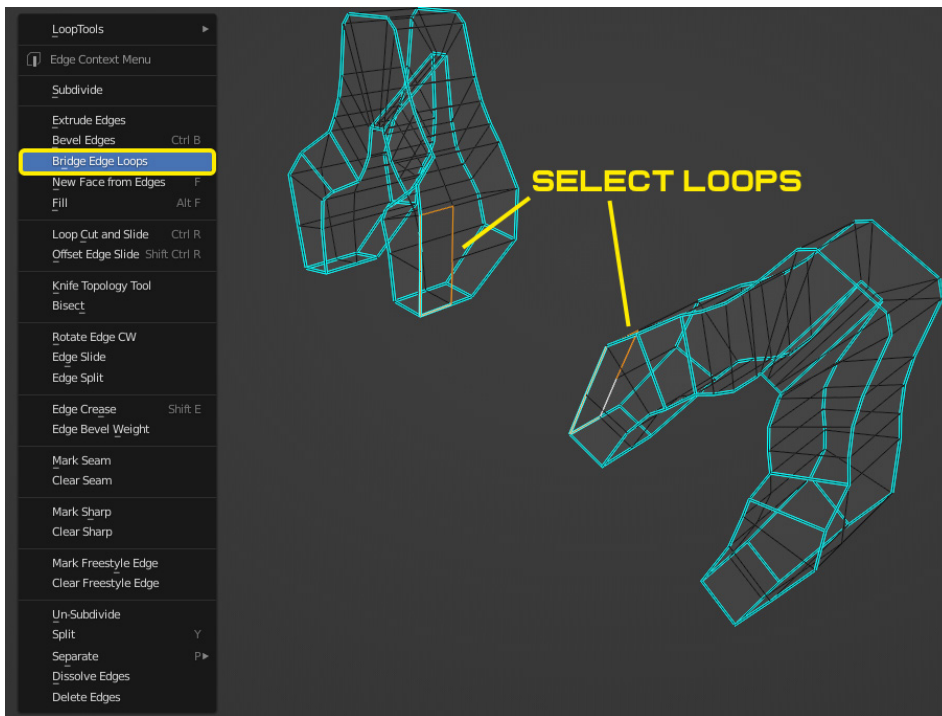 LoopTools
Edge Context Menu
Subdivide
Extrude Edges
Bevel Edges Ctrl B
Bridge Edge Loops
New Face from Edges F
Fill Alt F
Loop Cut and Slide Ctrl R
Offset Edge Slide Shift Ctrl R
Knife Topology Tool
Bisect
Rotate Edge CW
Edge Slide
Edge Split
Edge Crease Shift E
Edge Bevel Weight
Mark Seam
Clear Seam
Mark Sharp
Clear Sharp
Mark Freestyle Edge
Clear Freestyle Edge
Un-Subdivide
Split Y
Separate P
Dissolve Edges
Delete Edges
SELECT LOOPS